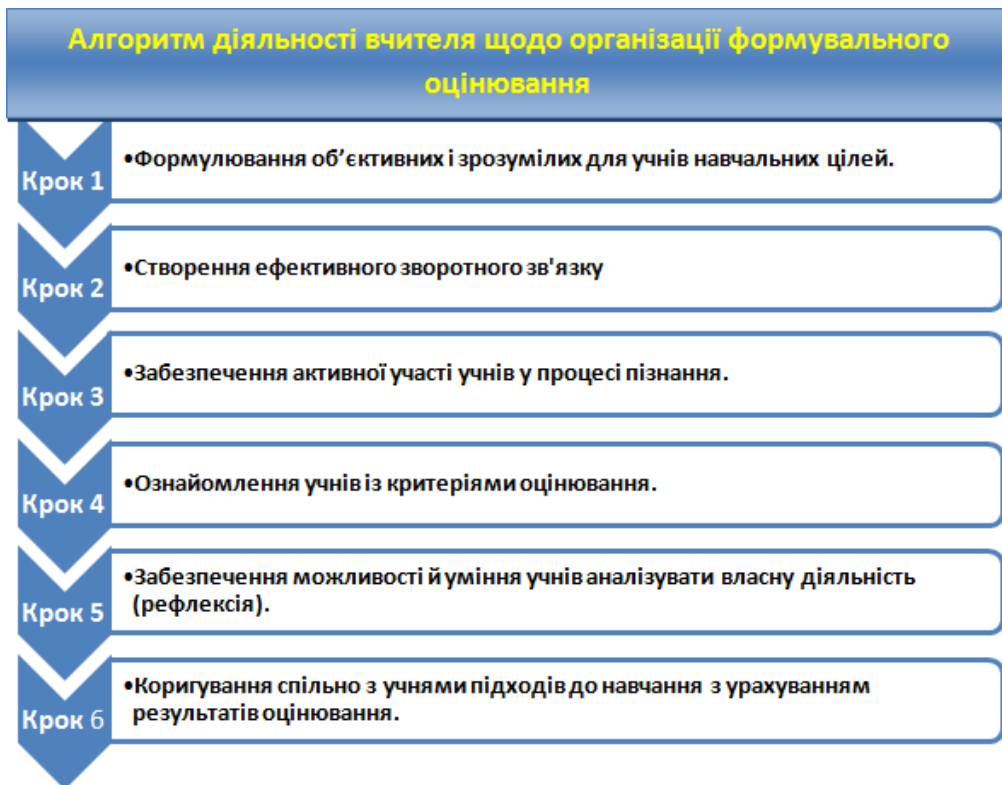 Алгоритм діяльності вчителя щодо організації формувального
оцінювання
Крок 1
•Формулювання об’єктивних і зрозумілих для учнів навчальних цілей.
Крок 2
•Створення ефективного зворотного зв'язку
Крок 3
•Забезпечення активної участі учнів у процесі пізнання.
Крок 4
•Ознайомлення учнів із критеріями оцінювання.
Крок 5
•Забезпечення можливості й уміння учнів аналізувати власну діяльність
(рефлексія).
Крок 6
•Коригування спільно з учнями підходів до навчання з урахуванням
результатів оцінювання.